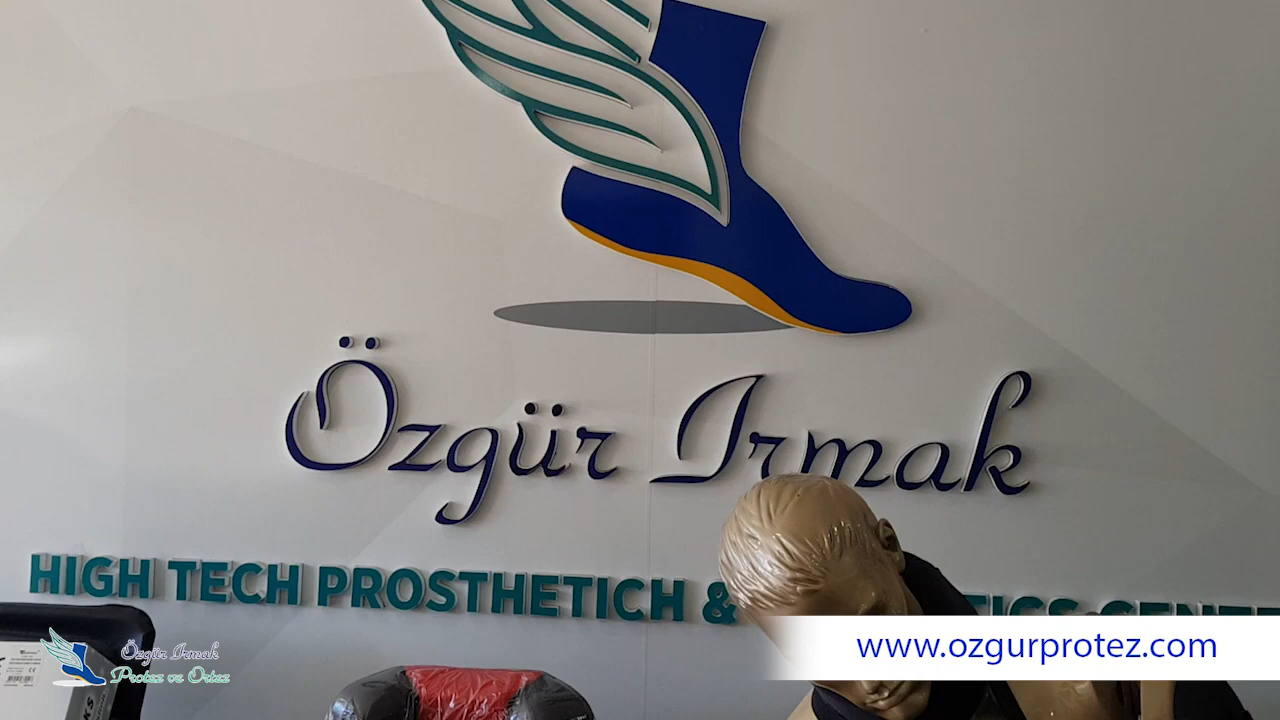 Özgür Irmak
HIGH TECH PROSTHETICH &
www.ozgurprotez.com
Özgür Irmak
Protez ve Ortez